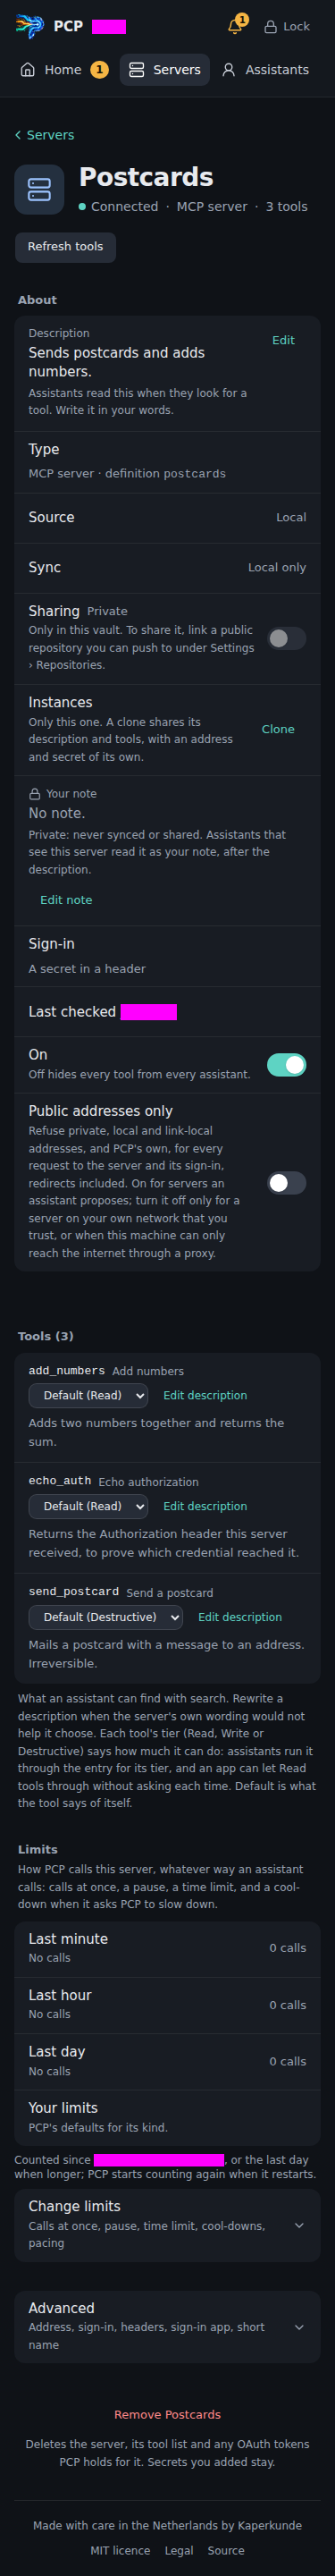 PCP
1
Lock
Home 1
Servers
Assistants
Servers
Postcards
Connected · MCP server · 3 tools
Refresh tools
About
Description
Sends postcards and adds
numbers.
Edit
Assistants read this when they look for a
tool. Write it in your words.
Type
MCP server · definition postcards
Source
Local
Sync
Local only
Sharing Private
Only in this vault. To share it, link a public
repository you can push to under Settings
› Repositories.
Instances
Only this one. A clone shares its
description and tools, with an address
and secret of its own.
Clone
Your note
No note.
Private: never synced or shared. Assistants that
see this server read it as your note, after the
description.
Edit note
Sign-in
A secret in a header
Last checked
On
Off hides every tool from every assistant.
Public addresses only
Refuse private, local and link-local
addresses, and PCP's own, for every
request to the server and its sign-in,
redirects included. On for servers an
assistant proposes; turn it off only for a
server on your own network that you
trust, or when this machine can only
reach the internet through a proxy.
Tools (3)
add_numbers Add numbers
Default (Read)
Edit description
Adds two numbers together and returns the
sum.
echo_auth Echo authorization
Default (Read)
Edit description
Returns the Authorization header this server
received, to prove which credential reached it.
send_postcard Send a postcard
Default (Destructive)
Edit description
Mails a postcard with a message to an address.
Irreversible.
What an assistant can find with search. Rewrite a
description when the server's own wording would not
help it choose. Each tool's tier (Read, Write or
Destructive) says how much it can do: assistants run it
through the entry for its tier, and an app can let Read
tools through without asking each time. Default is what
the tool says of itself.
Limits
How PCP calls this server, whatever way an assistant
calls: calls at once, a pause, a time limit, and a cool-
down when it asks PCP to slow down.
Last minute
No calls
0 calls
Last hour
No calls
0 calls
Last day
No calls
0 calls
Your limits
PCP's defaults for its kind.
Counted since , or the last day
when longer; PCP starts counting again when it restarts.
Change limits
Calls at once, pause, time limit, cool-downs,
pacing
Advanced
Address, sign-in, headers, sign-in app, short
name
Remove Postcards
Deletes the server, its tool list and any OAuth tokens
PCP holds for it. Secrets you added stay.
Made with care in the Netherlands by Kaperkunde
MIT licence Legal Source